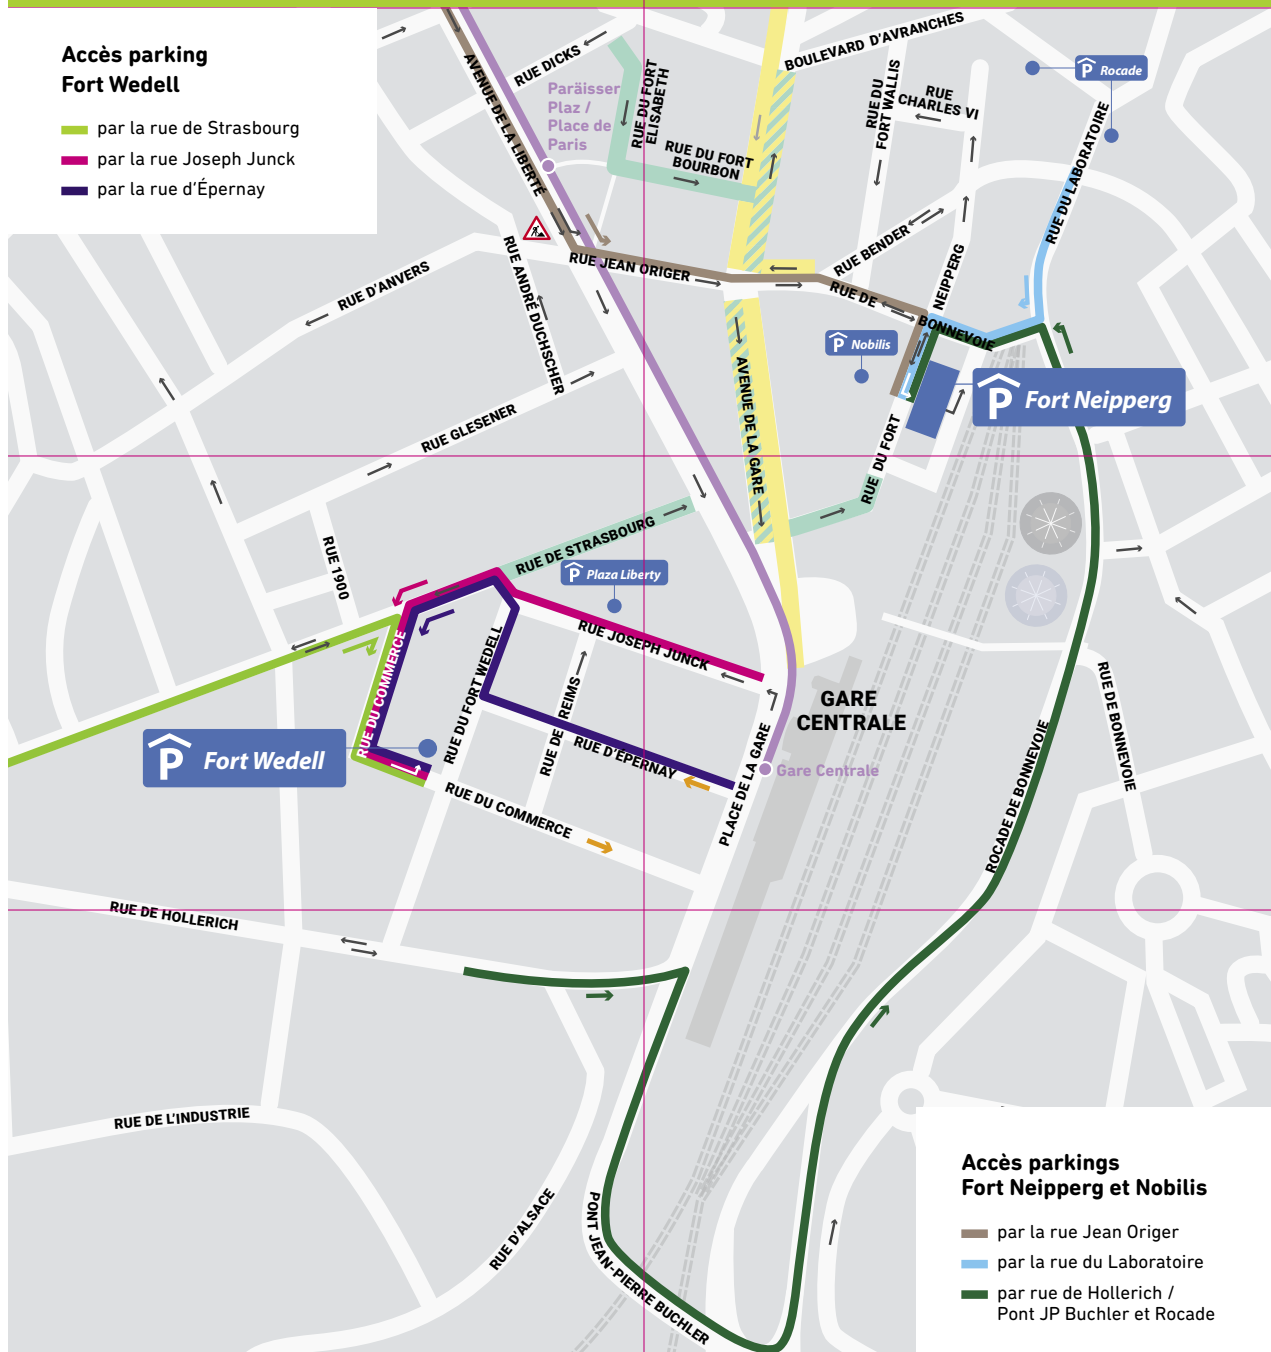 Accès parking
Fort Wedell
par la rue de Strasbourg
par la rue Joseph Junck
par la rue d'Épernay
AVENUE DE LA LIBERTÉ
RUE DICKS
Paräisser
Plaz /
Place de
Paris
RUE DU FORT
ELISABETH
RUE DU FORT
BOURBON
BOULEVARD D'AVRANCHES
RUE DU
FORT WALLIS
RUE
CHARLES VI
P Rocade
RUE DU LABORATOIRE
RUE ANDRÉ DUCHSCHER
RUE D'ANVERS
RUE JEAN ORIGER
RUE BENDER
NEIPPERG
RUE DE
BONNEVOIE
P Nobilis
P Fort Neipperg
AVENUE DE LA GARE
RUE GLESENER
RUE DU FORT
RUE 1900
RUE DE STRASBOURG
P Plaza Liberty
RUE JOSEPH JUNCK
RUE DU COMMERCE
RUE DU FORT WEDELL
RUE DE REIMS
RUE D'ÉPERNAY
P Fort Wedell
RUE DU COMMERCE
PLACE DE LA GARE
GARE
CENTRALE
Gare Centrale
RUE DE BONNEVOIE
ROCADE DE BONNEVOIE
RUE DE HOLLERICH
RUE DE L'INDUSTRIE
RUE D'ALSACE
PONT JEAN-PIERRE BUCHLER
Accès parkings
Fort Neipperg et Nobilis
par la rue Jean Origer
par la rue du Laboratoire
par rue de Hollerich /
Pont JP Buchler et Rocade